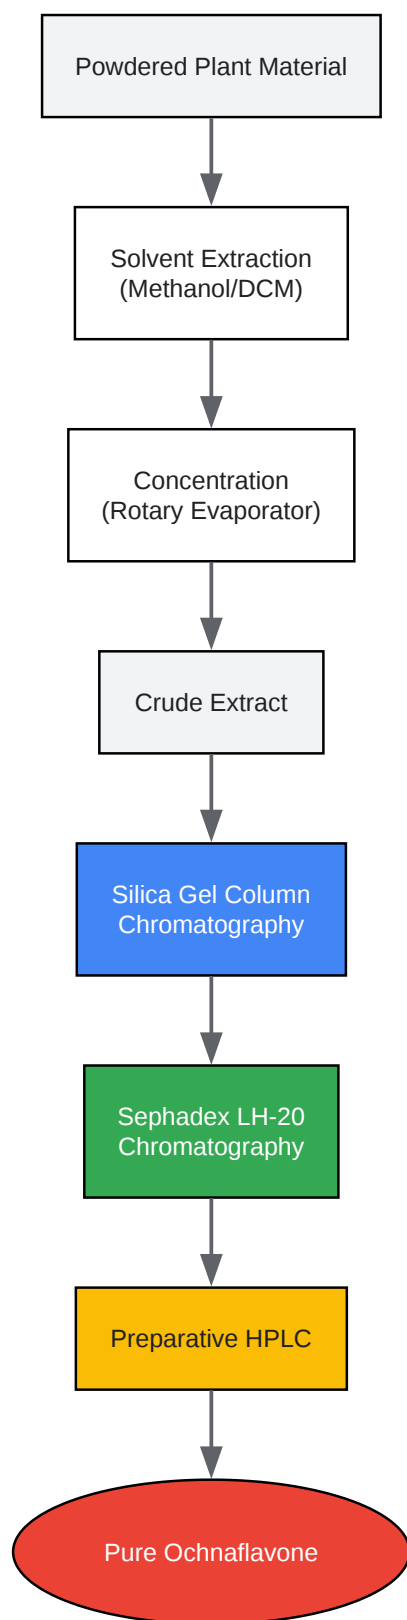 Powdered Plant Material
Solvent Extraction
(Methanol/DCM)
Concentration
(Rotary Evaporator)
Crude Extract
Silica Gel Column
Chromatography
Sephadex LH-20
Chromatography
Preparative HPLC
Pure Ochnaflavone